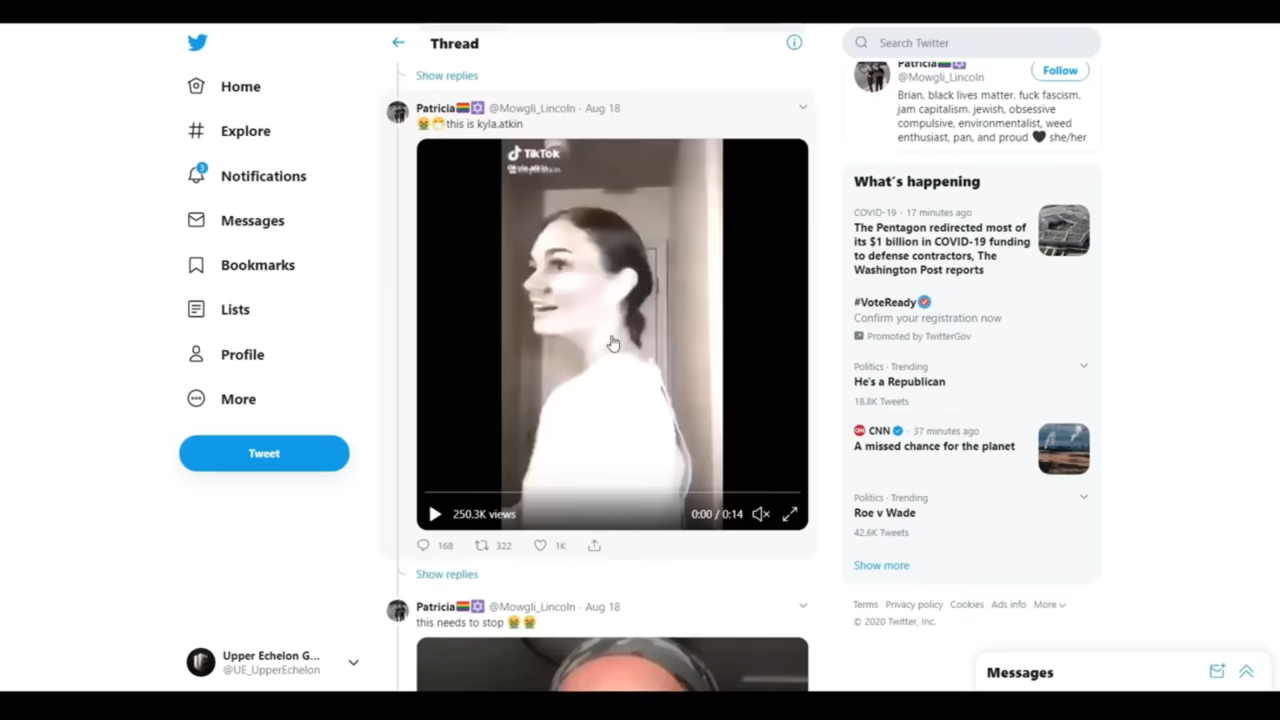 Home
Explore
3
Notifications
Messages
Bookmarks
Lists
Profile
More
Tweet
Upper Echelon G...
@UE_UpperEchelon
Thread
Show replies
Patricia @Mowgli_Lincoln · Aug 18
this is kyla.atkin
TikTok
250.3K views
0:00 / 0:14
168
322
1K
Show replies
Patricia @Mowgli_Lincoln · Aug 18
this needs to stop
Search Twitter
Patricia
@Mowgli_Lincoln
Follow
Brian. black lives matter. fuck fascism.
jam capitalism. jewish, obsessive
compulsive, environmentalist, weed
enthusiast, pan, and proud 🖤 she/her
What's happening
COVID-19 · 17 minutes ago
The Pentagon redirected most of
its $1 billion in COVID-19 funding
to defense contractors, The
Washington Post reports
#VoteReady
Confirm your registration now
Promoted by TwitterGov
Politics · Trending
He's a Republican
18.8K Tweets
CNN · 37 minutes ago
A missed chance for the planet
Politics · Trending
Roe v Wade
42.6K Tweets
Show more
Terms Privacy policy Cookies Ads info More
© 2020 Twitter, Inc.
Messages